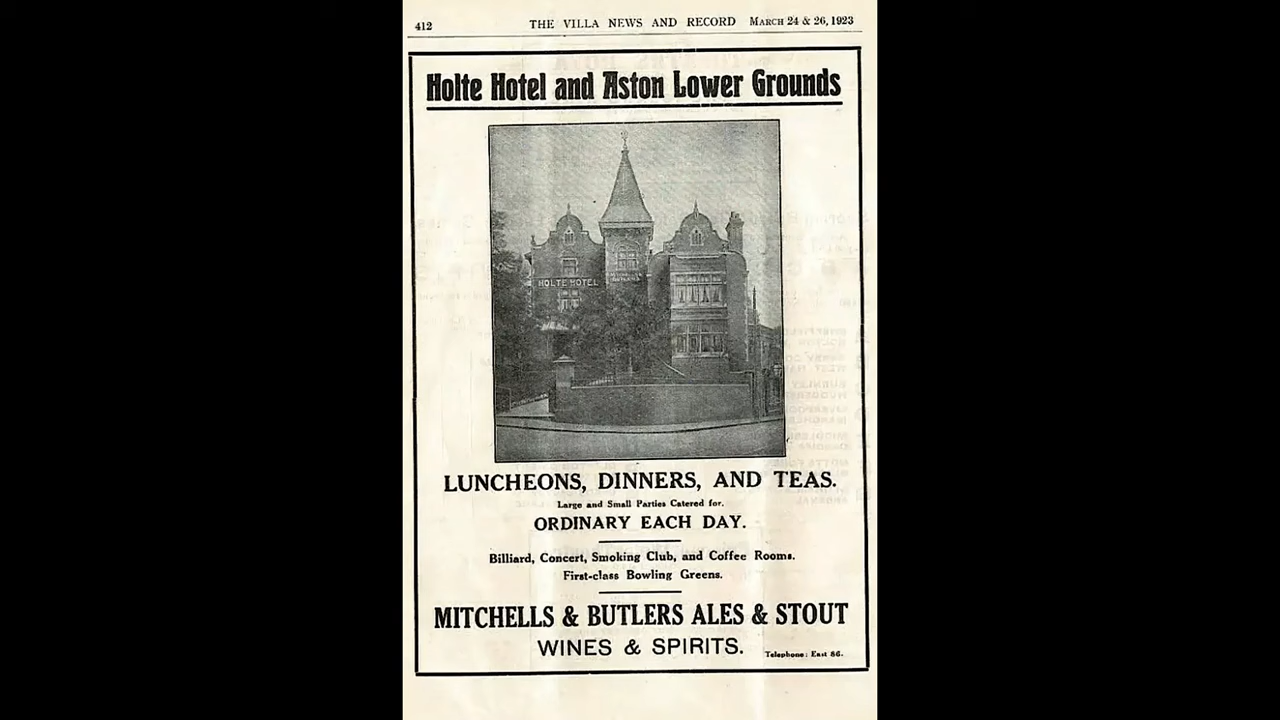 412 THE VILLA NEWS AND RECORD MARCH 24 & 26, 1923
Holte Hotel and Aston Lower Grounds
HOLTE HOTEL
LUNCHEONS, DINNERS, AND TEAS.
Large and Small Parties Catered for.
ORDINARY EACH DAY.
Billiard, Concert, Smoking Club, and Coffee Rooms.
First-class Bowling Greens.
MITCHELLS & BUTLERS ALES & STOUT
WINES & SPIRITS.
Telephone: East 86.